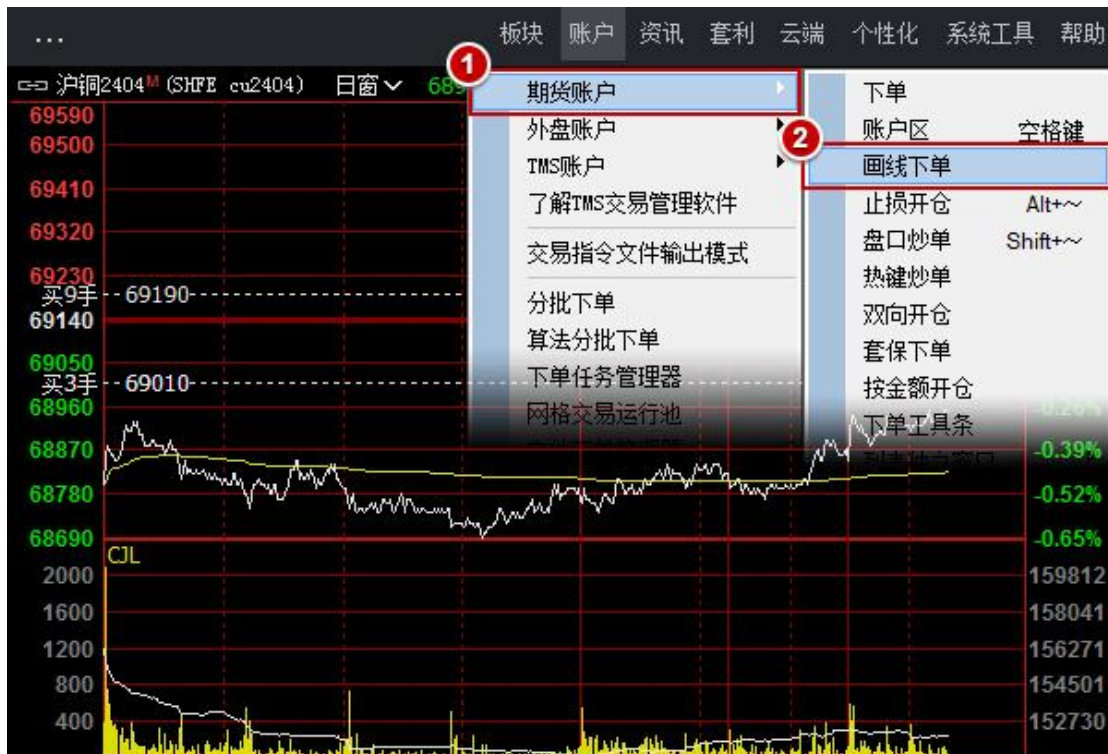 ...
板块 账户 资讯 套利 云端 个性化 系统工具 帮助
沪铜2404M (SHFE cu2404) 日窗
1
期货账户
外盘账户
TMS账户
了解TMS交易管理软件
交易指令文件输出模式
分批下单
算法分批下单
下单任务管理器
网格交易运行池
2
下单
账户区 空格键
画线下单
止损开仓 Alt+~
盘口炒单 Shift+~
热键炒单
双向开仓
套保下单
按金额开仓
下单工具条
69590
69500
69410
69320
69230
买9手 69190
69140
69050
买3手 69010
68960
68870 -0.39%
68780 -0.52%
68690 -0.65%
CJL
2000 159812
1600 158041
1200 156271
800 154501
400 152730